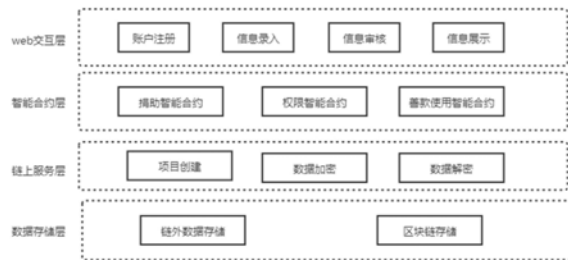 web交互层 账户注册 信息录入 信息审核 信息展示
智能合约层 捐助智能合约 权限智能合约 善款使用智能合约
链上服务层 项目创建 数据加密 数据解密
数据存储层 链外数据存储 区块链存储